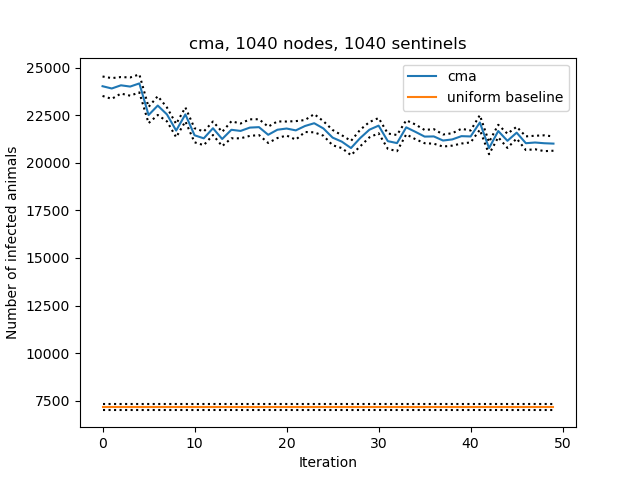 cma, 1040 nodes, 1040 sentinels
25000
22500
20000
17500
15000
12500
10000
7500
Number of infected animals
cma
uniform baseline
0 10 20 30 40 50
Iteration